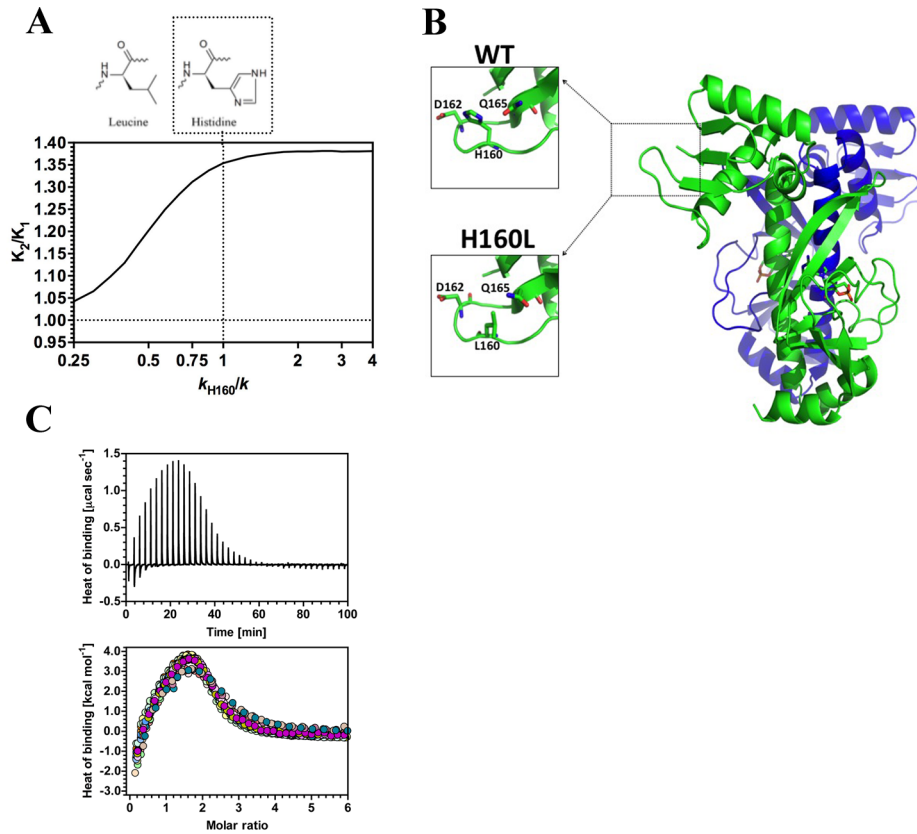 A
O
H
N
Leucine
O
H
N
NH
N
Histidine
K2/K1
1.40
1.35
1.30
1.25
1.20
1.15
1.10
1.05
1.00
0.95
0.25 0.5 0.75 1 2 3 4
kH160/k
B
WT
D162 Q165
H160
H160L
D162 Q165
L160
C
Heat of binding [µcal sec-1]
1.5
1.0
0.5
0.0
-0.5
0 20 40 60 80 100
Time [min]
Heat of binding [kcal mol-1]
4.0
3.0
2.0
1.0
0.0
-1.0
-2.0
-3.0
0 1 2 3 4 5 6
Molar ratio